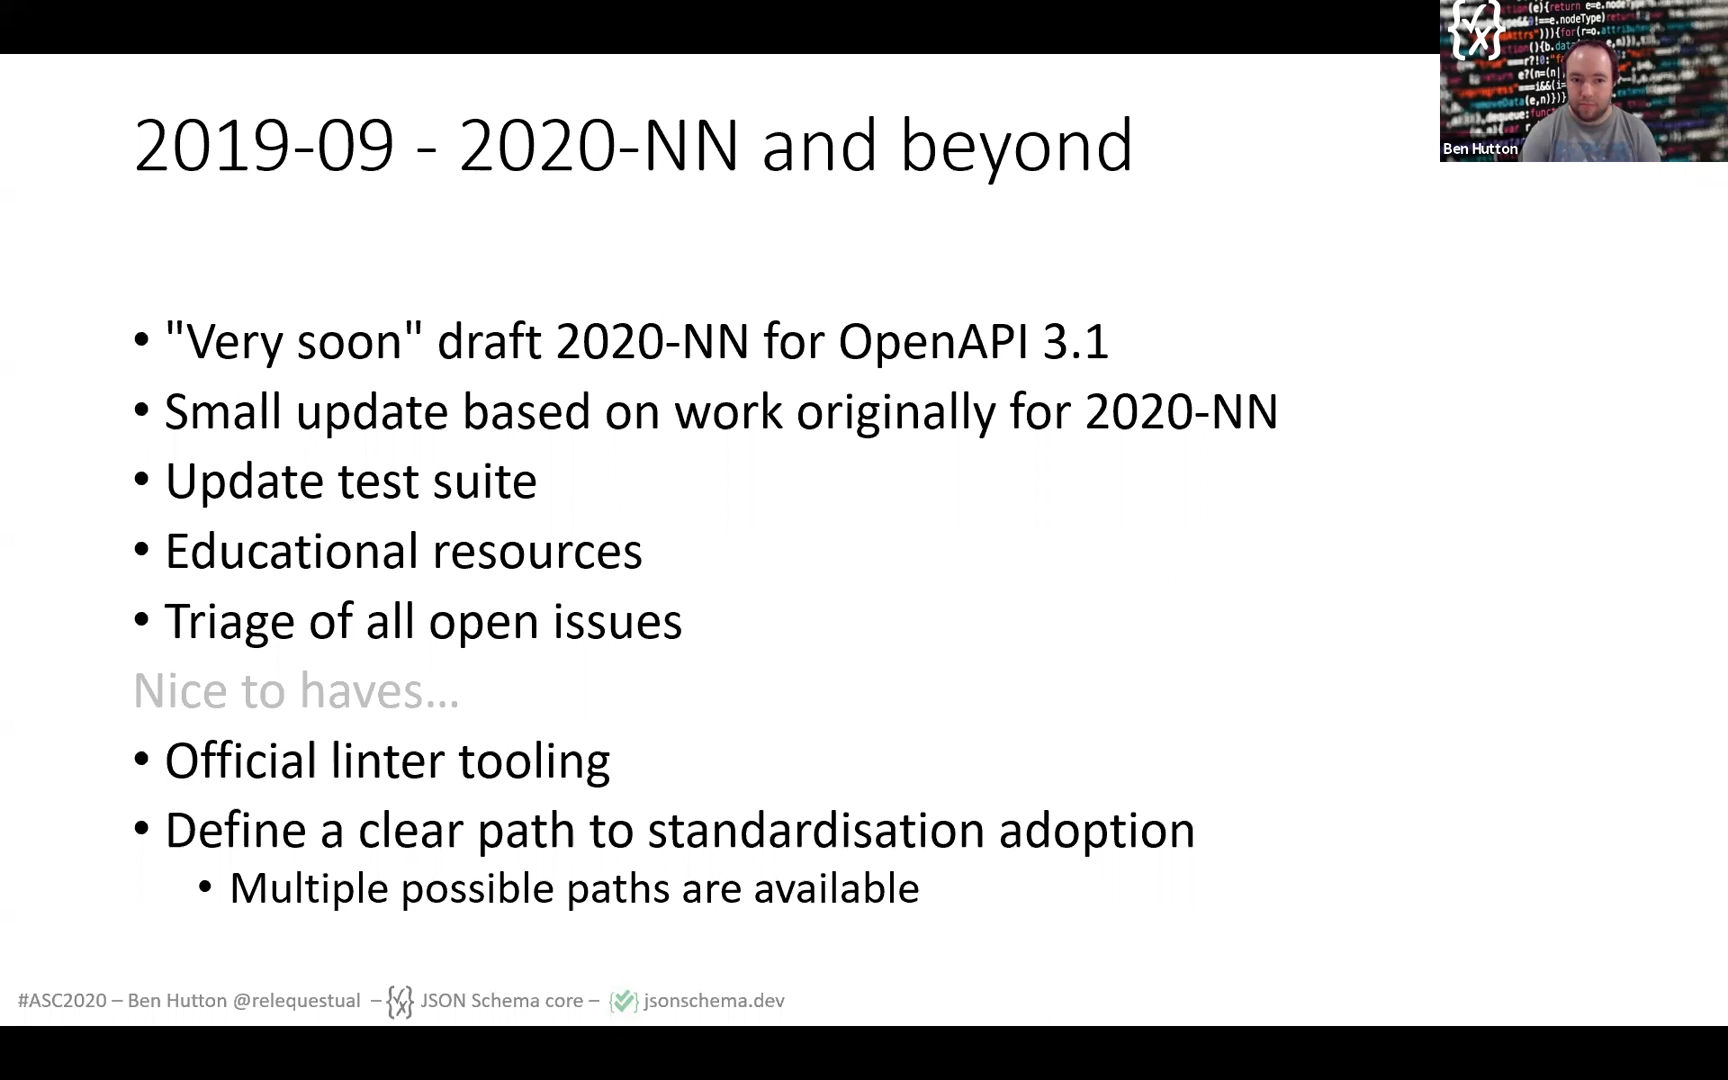 2019-09 - 2020-NN and beyond
• "Very soon" draft 2020-NN for OpenAPI 3.1
• Small update based on work originally for 2020-NN
• Update test suite
• Educational resources
• Triage of all open issues
Nice to haves...
• Official linter tooling
• Define a clear path to standardisation adoption
• Multiple possible paths are available
#ASC2020 – Ben Hutton @relequestual – JSON Schema core – jsonschema.dev
Ben Hutton